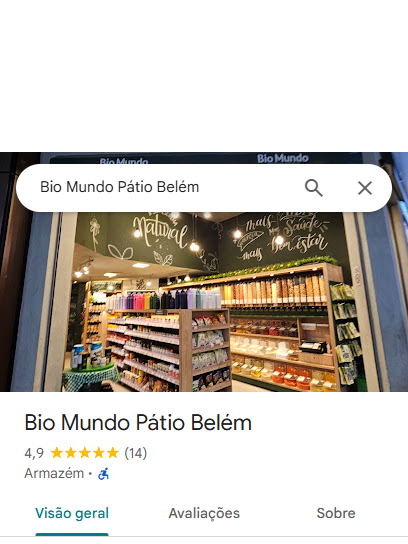 Bio Mundo
Bio Mundo
Bio Mundo Pátio Belém
Natural
mais
Saúde
mais
Bem estar
Bio Mundo Pátio Belém
4,9 ★★★★★ (14)
Armazém ·
Visão geral
Avaliações
Sobre